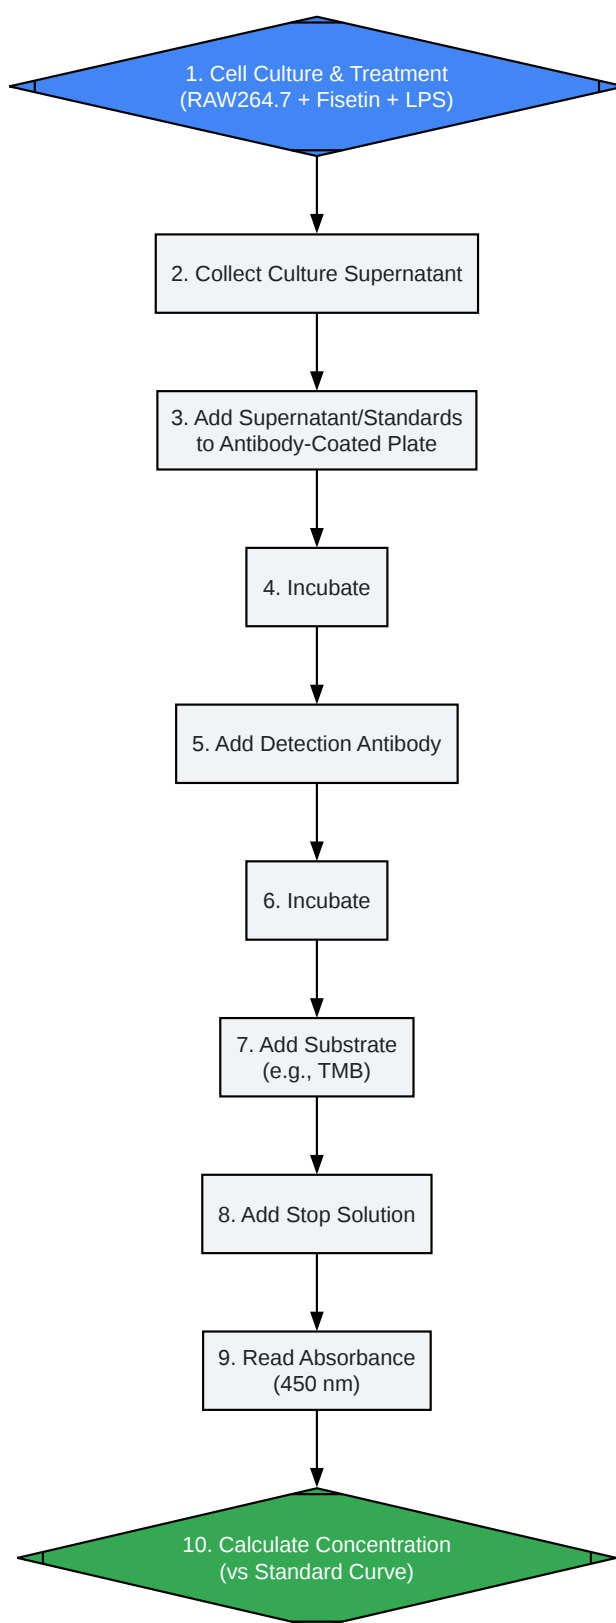 1. Cell Culture & Treatment
(RAW264.7 + Fisetin + LPS)
2. Collect Culture Supernatant
3. Add Supernatant/Standards
to Antibody-Coated Plate
4. Incubate
5. Add Detection Antibody
6. Incubate
7. Add Substrate
(e.g., TMB)
8. Add Stop Solution
9. Read Absorbance
(450 nm)
10. Calculate Concentration
(vs Standard Curve)